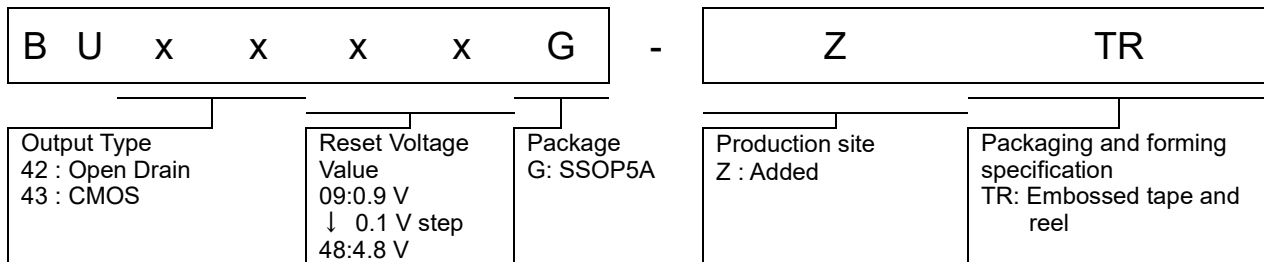 B U x x x x G - Z TR
Output Type
42 : Open Drain
43 : CMOS
Reset Voltage
Value
09:0.9 V
↓ 0.1 V step
48:4.8 V
Package
G: SSOP5A
Production site
Z : Added
Packaging and forming
specification
TR: Embossed tape and
reel